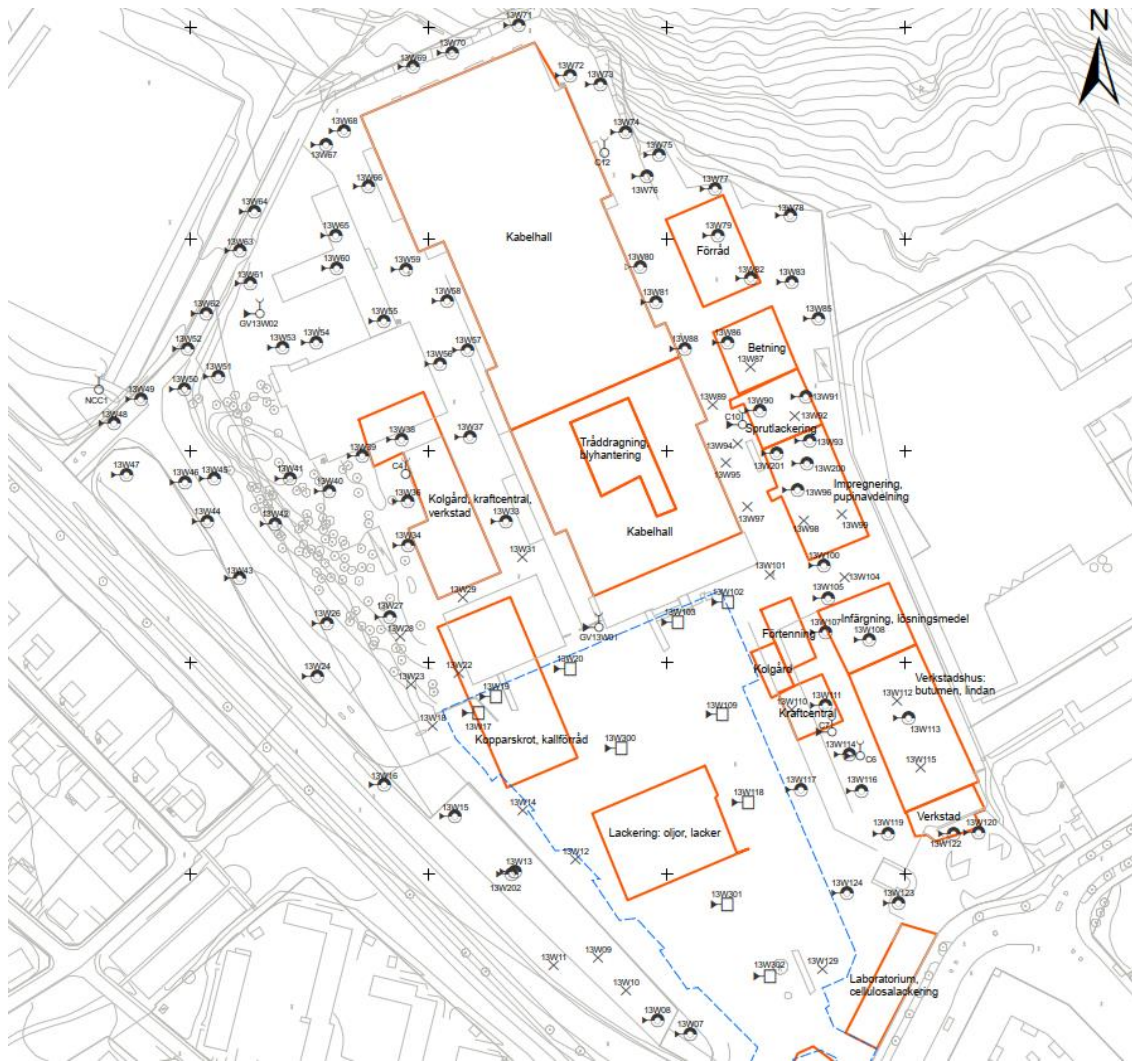 13W71
N
13W70
13W69
13W72
13W73
13W68
13W74
13W67
13W75
C12
13W66
13W76
13W77
13W64
13W78
13W65
13W79
Kabelhall
13W63
Förråd
13W60
13W59
13W80
13W61
13W82
13W83
13W58
13W81
13W62
GV13W02
13W55
13W85
13W52
13W53
13W54
13W57
13W88
13W86
13W56
Betning
13W87
13W51
13W50
NCC1
13W49
13W89
13W90
13W91
13W48
C10
13W92
Sprutlackering
13W38
13W37
Tråddragning,
blyhantering
13W94
13W93
13W39
13W201
13W200
13W95
13W47
13W46
13W45
13W41
C41
13W40
Impregnering,
pupinavdelning
13W36
Kolgård, kraftcentral,
verkstad
13W96
13W97
13W44
13W42
13W33
13W98
13W99
Kabelhall
13W34
13W31
13W100
13W43
13W101
13W104
13W29
13W102
13W105
13W26
13W27
13W103
GV13W01
13W28
Förtenning
13W107
Infärgning, lösningsmedel
13W108
13W24
13W22
13W20
Kolgård
13W23
13W19
Verkstadshus:
butumen, lindan
13W110
13W111
13W112
13W17
13W109
Kraftcentral
13W18
13W113
Kopparskrot, kallförråd
13W300
13W114
C6
13W115
13W16
13W117
13W116
13W118
13W14
13W15
Lackering: oljor, lacker
Verkstad
13W119
13W120
13W122
13W12
13W13
13W202
13W124
13W123
13W301
13W09
13W11
13W302
13W129
Laboratorium,
cellulosalackering
13W10
13W08
13W07